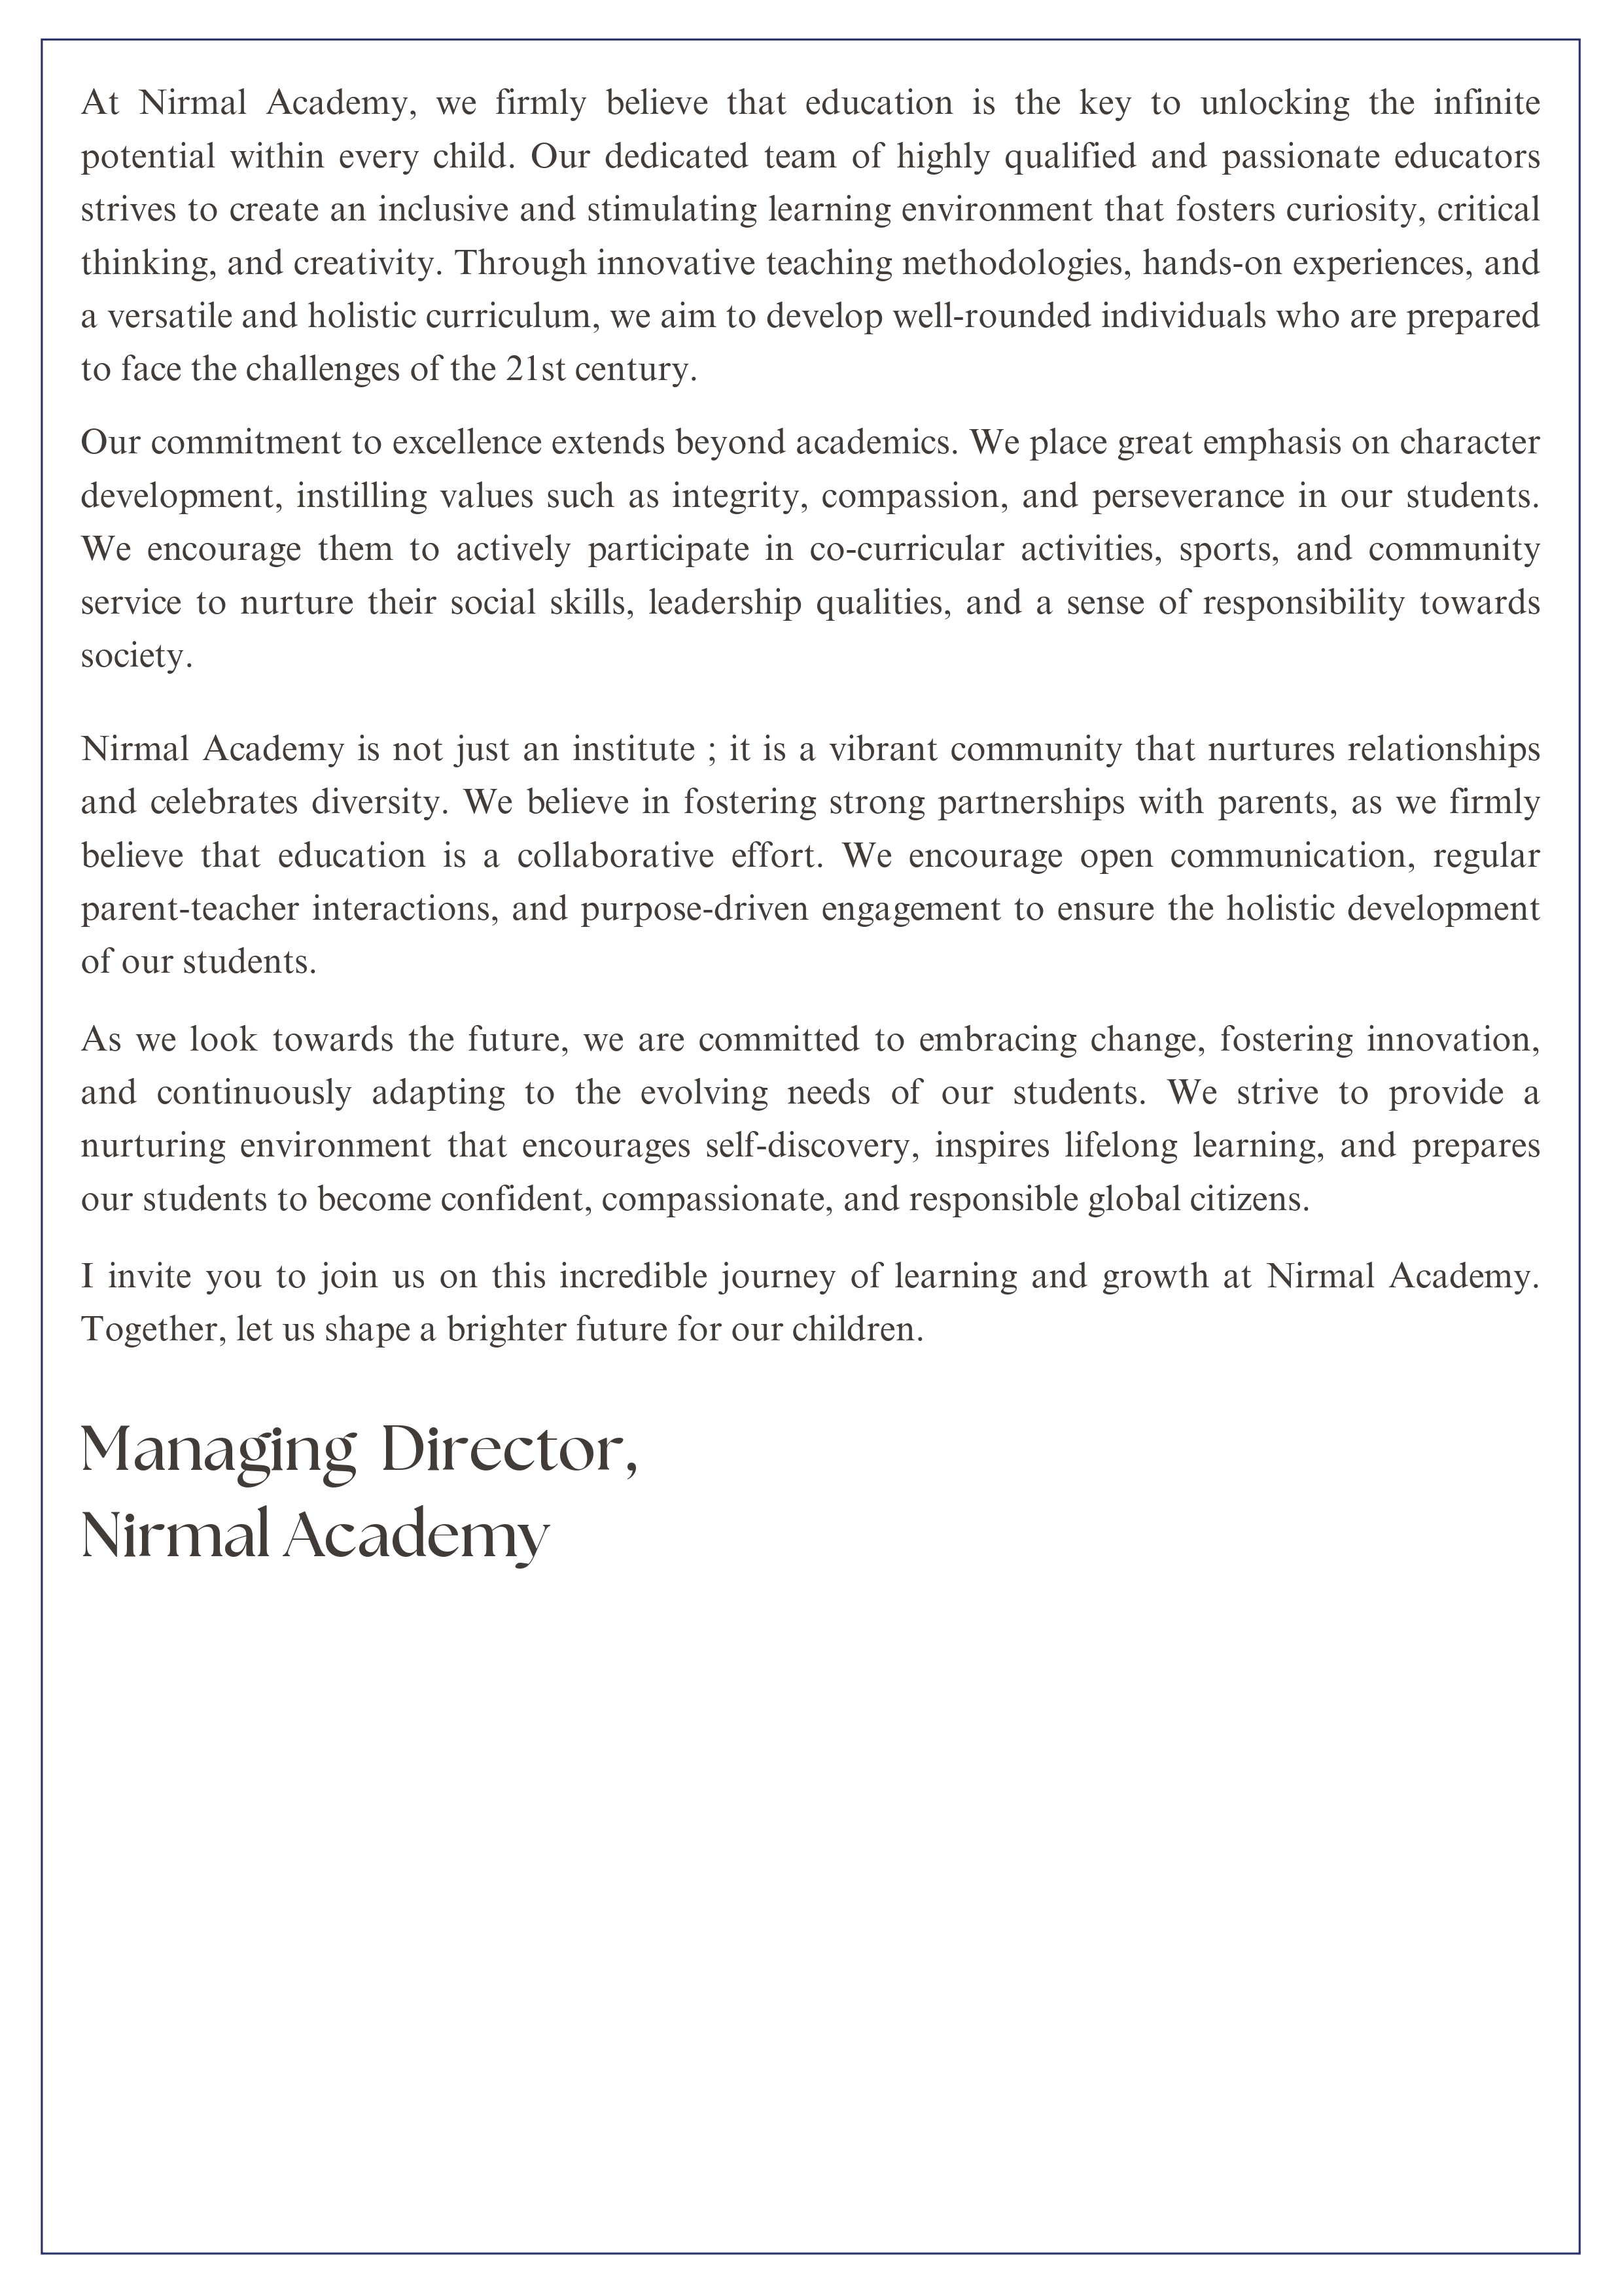 At Nirmal Academy, we firmly believe that education is the key to unlocking the infinite
potential within every child. Our dedicated team of highly qualified and passionate educators
strives to create an inclusive and stimulating learning environment that fosters curiosity, critical
thinking, and creativity. Through innovative teaching methodologies, hands-on experiences, and
a versatile and holistic curriculum, we aim to develop well-rounded individuals who are prepared
to face the challenges of the 21st century.
Our commitment to excellence extends beyond academics. We place great emphasis on character
development, instilling values such as integrity, compassion, and perseverance in our students.
We encourage them to actively participate in co-curricular activities, sports, and community
service to nurture their social skills, leadership qualities, and a sense of responsibility towards
society.
Nirmal Academy is not just an institute ; it is a vibrant community that nurtures relationships
and celebrates diversity. We believe in fostering strong partnerships with parents, as we firmly
believe that education is a collaborative effort. We encourage open communication, regular
parent-teacher interactions, and purpose-driven engagement to ensure the holistic development
of our students.
As we look towards the future, we are committed to embracing change, fostering innovation,
and continuously adapting to the evolving needs of our students. We strive to provide a
nurturing environment that encourages self-discovery, inspires lifelong learning, and prepares
our students to become confident, compassionate, and responsible global citizens.
I invite you to join us on this incredible journey of learning and growth at Nirmal Academy.
Together, let us shape a brighter future for our children.
Managing Director,
Nirmal Academy